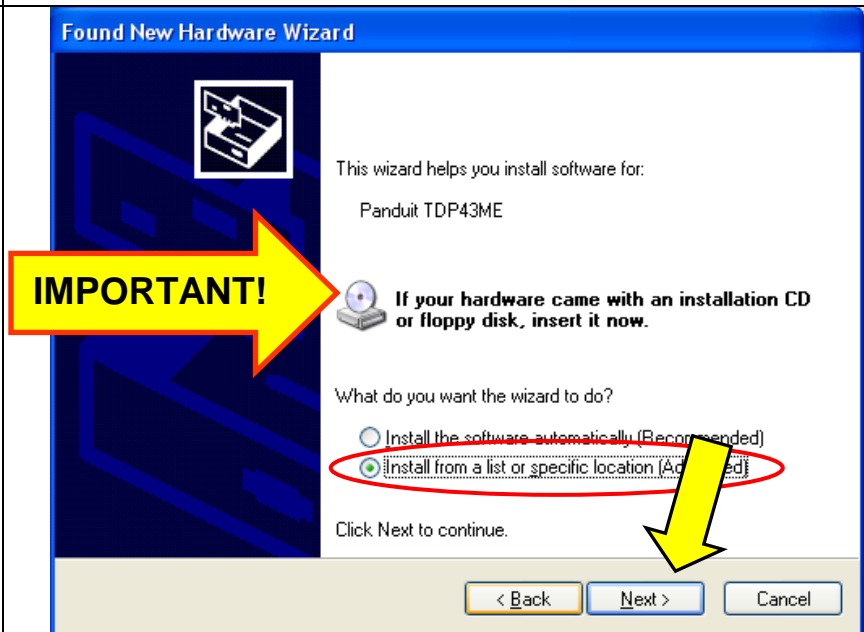 Found New Hardware Wizard
This wizard helps you install software for:
Panduit TDP43ME
IMPORTANT!
If your hardware came with an installation CD
or floppy disk, insert it now.
What do you want the wizard to do?
Install the software automatically (Recommended)
Install from a list or specific location (Advanced)
Click Next to continue.
< Back
Next >
Cancel